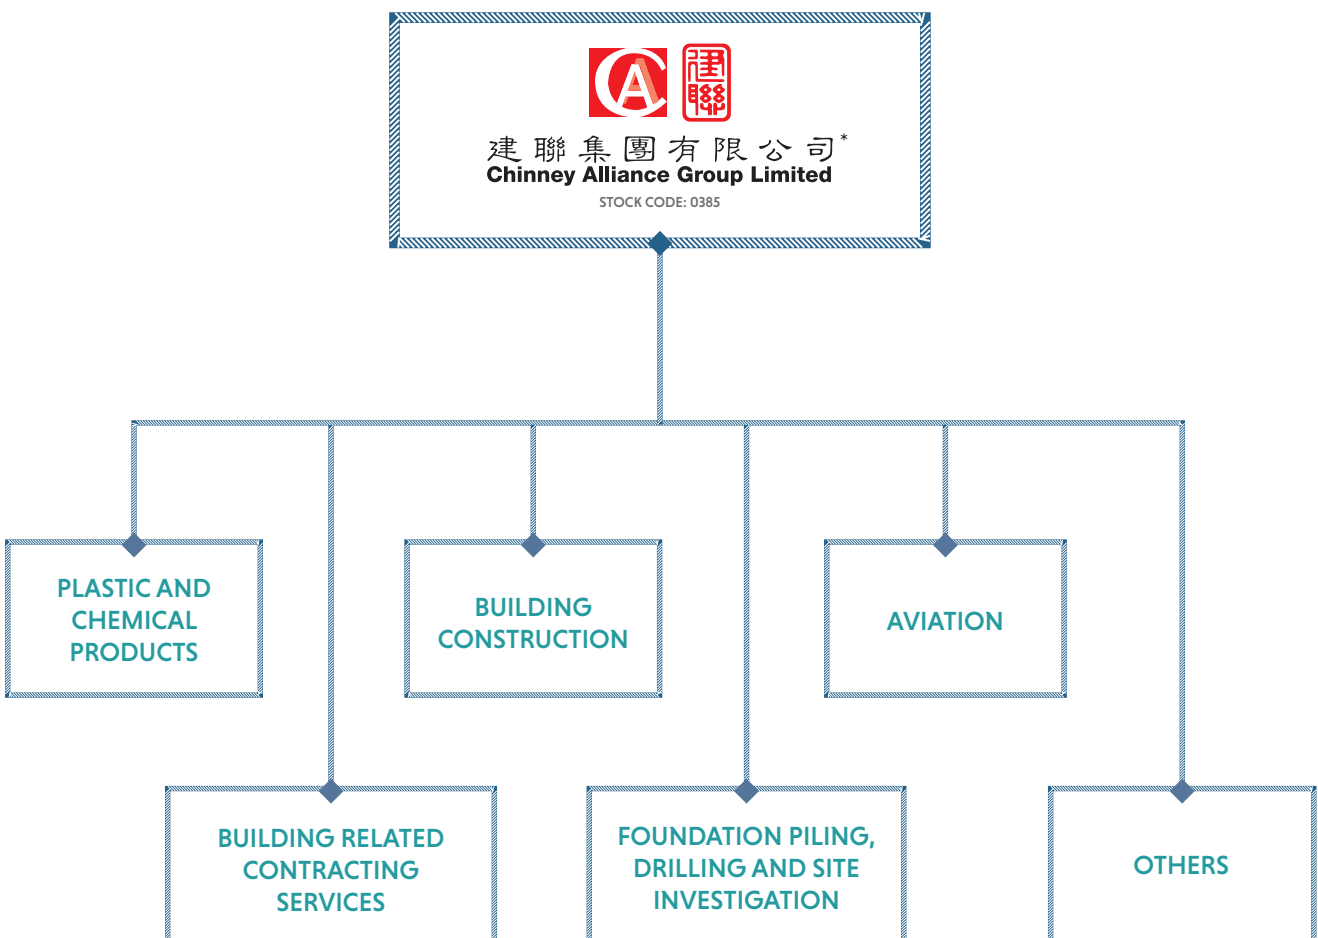 建聯
建聯集團有限公司*
Chinney Alliance Group Limited
STOCK CODE: 0385
PLASTIC AND
CHEMICAL
PRODUCTS
BUILDING
CONSTRUCTION
AVIATION
BUILDING RELATED
CONTRACTING
SERVICES
FOUNDATION PILING,
DRILLING AND SITE
INVESTIGATION
OTHERS